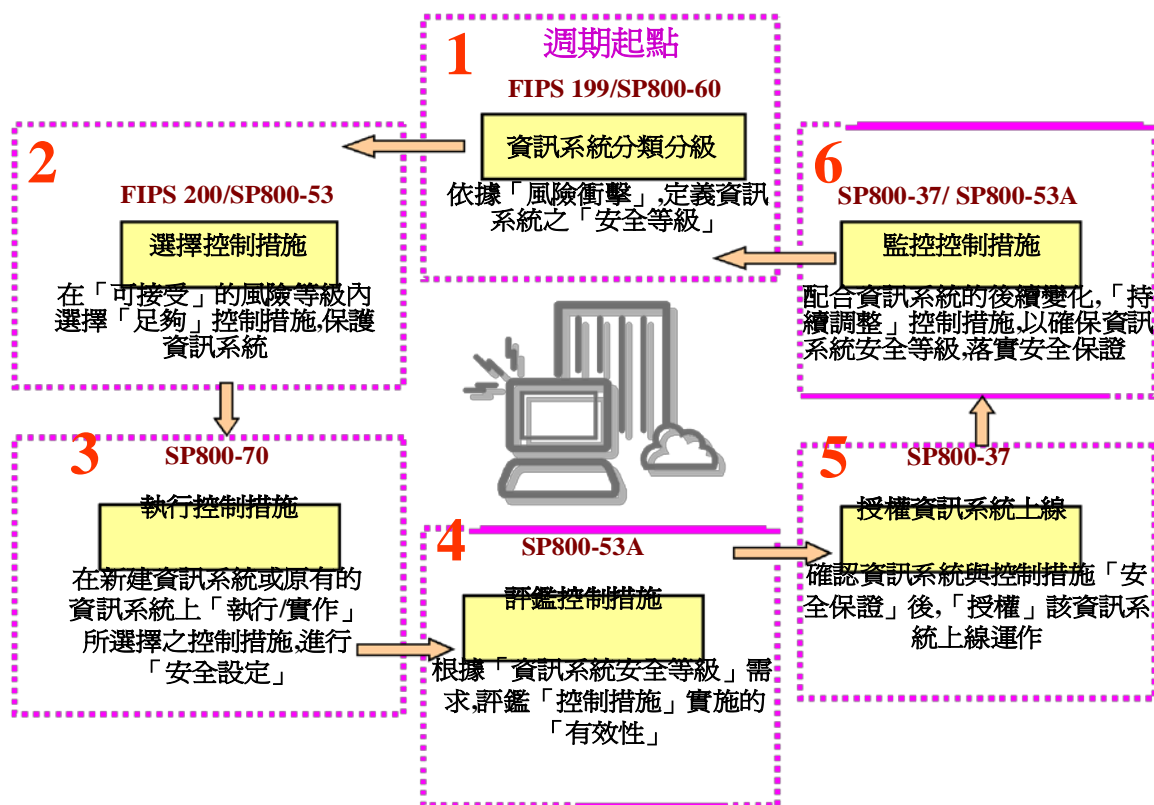 1
週期起點
FIPS 199/SP800-60
資訊系統分類分級
依據「風險衝擊」,定義資訊
系統之「安全等級」
2
FIPS 200/SP800-53
選擇控制措施
在「可接受」的風險等級內
選擇「足夠」控制措施,保護
資訊系統
3
SP800-70
執行控制措施
在新建資訊系統或原有的
資訊系統上「執行/實作」
所選擇之控制措施,進行
「安全設定」
4
SP800-53A
評鑑控制措施
根據「資訊系統安全等級」需
求,評鑑「控制措施」實施的
「有效性」
5
SP800-37
授權資訊系統上線
確認資訊系統與控制措施「安
全保證」後,「授權」該資訊系
統上線運作
6
SP800-37/ SP800-53A
監控控制措施
配合資訊系統的後續變化,「持
續調整」控制措施,以確保資訊
系統安全等級,落實安全保證